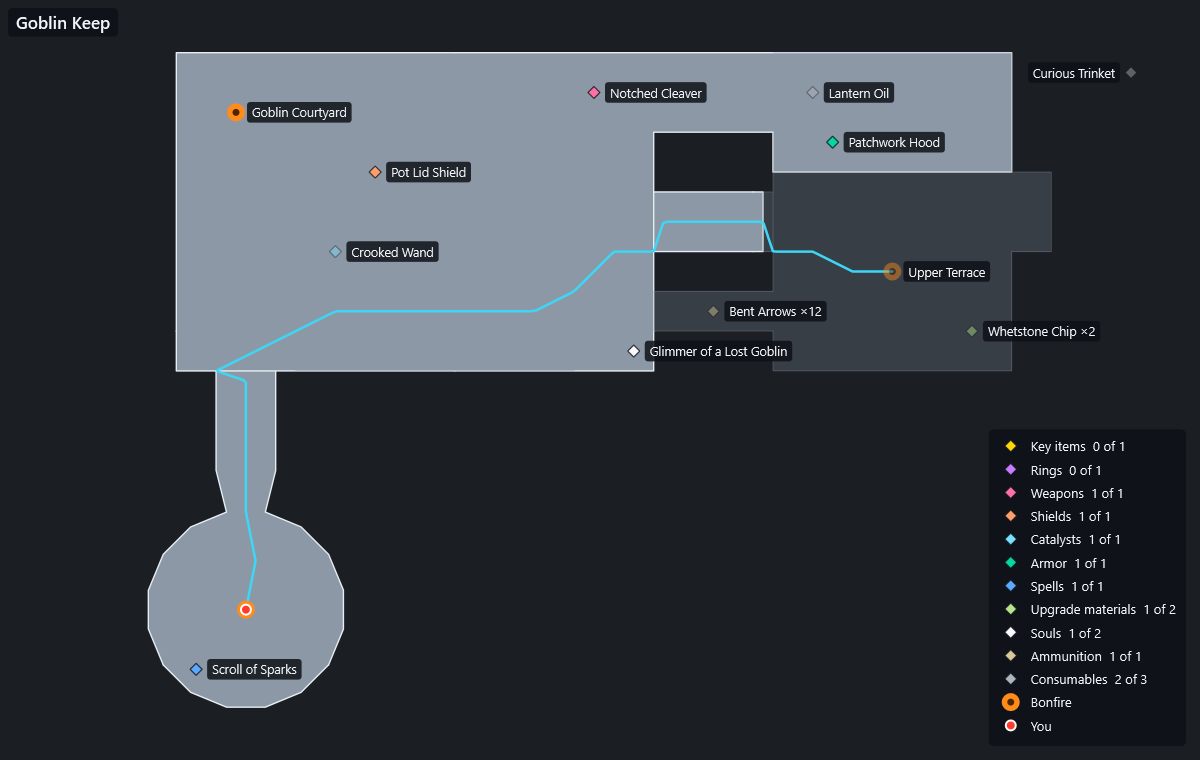 Goblin Keep
Curious Trinket
Notched Cleaver
Lantern Oil
Goblin Courtyard
Patchwork Hood
Pot Lid Shield
Crooked Wand
Upper Terrace
Bent Arrows ×12
Whetstone Chip ×2
Glimmer of a Lost Goblin
Scroll of Sparks
Key items 0 of 1
Rings 0 of 1
Weapons 1 of 1
Shields 1 of 1
Catalysts 1 of 1
Armor 1 of 1
Spells 1 of 1
Upgrade materials 1 of 2
Souls 1 of 2
Ammunition 1 of 1
Consumables 2 of 3
Bonfire
You